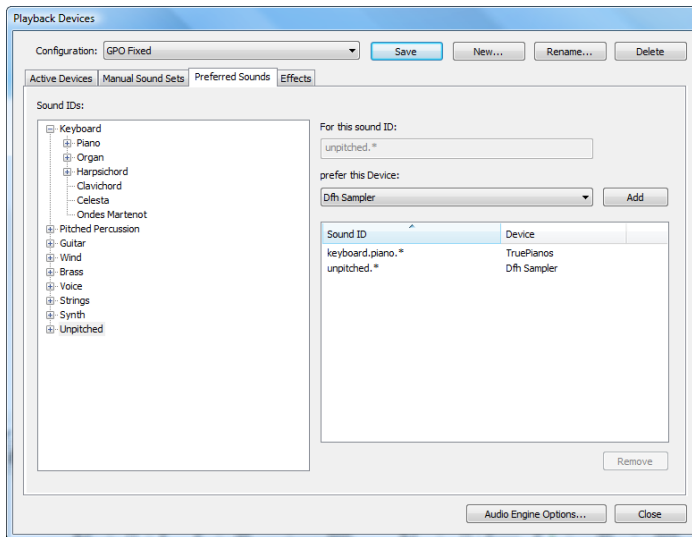 Playback Devices
Configuration: GPO Fixed Save New... Rename... Delete
Active Devices Manual Sound Sets Preferred Sounds Effects
Sound IDs:
Keyboard
Piano
Organ
Harpsichord
Clavichord
Celesta
Ondes Martenot
Pitched Percussion
Guitar
Wind
Brass
Voice
Strings
Synth
Unpitched
For this sound ID:
unpitched.*
prefer this Device:
Dfh Sampler Add
Sound ID Device
keyboard.piano.* TruePianos
unpitched.* Dfh Sampler
Remove
Audio Engine Options... Close